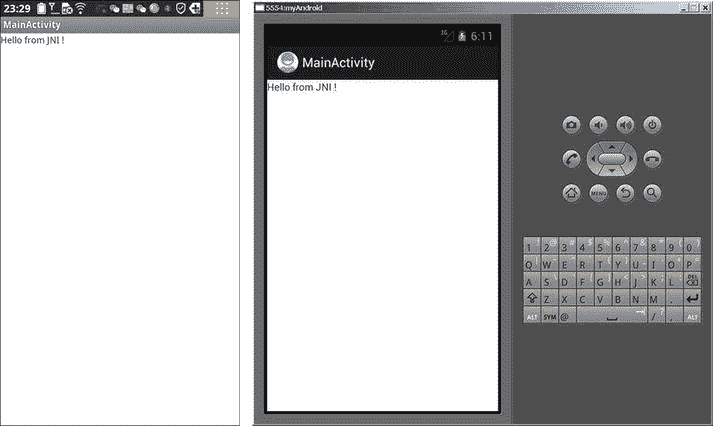 23:29
MainActivity
Hello from JNI !
5554:myAndroid
3G 6:11
MainActivity
Hello from JNI !
MENU
1 2 3 4 5 6 7 8 9 0
Q W E R T Y U I O P
A S D F G H J K L DEL
Z X C V B N M .
ALT SYM @ / , ALT